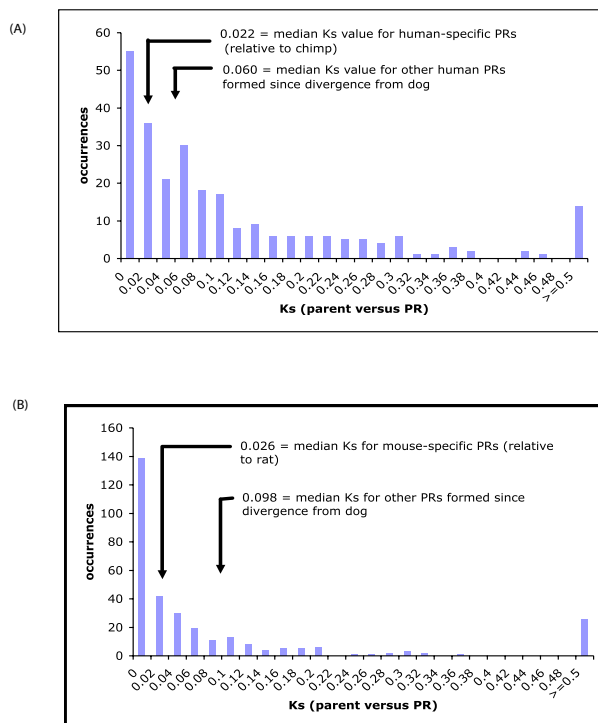 (A)
0.022 = median Ks value for human-specific PRs
(relative to chimp)
0.060 = median Ks value for other human PRs
formed since divergence from dog
occurrences
60
50
40
30
20
10
0
0 0.02 0.04 0.06 0.08 0.1 0.12 0.14 0.16 0.18 0.2 0.22 0.24 0.26 0.28 0.3 0.32 0.34 0.36 0.38 0.4 0.42 0.44 0.46 0.48 >=0.5
Ks (parent versus PR)
(B)
0.026 = median Ks for mouse-specific PRs (relative
to rat)
0.098 = median Ks for other PRs formed since
divergence from dog
occurrences
160
140
120
100
80
60
40
20
0
0 0.02 0.04 0.06 0.08 0.1 0.12 0.14 0.16 0.18 0.2 0.22 0.24 0.26 0.28 0.3 0.32 0.34 0.36 0.38 0.4 0.42 0.44 0.46 0.48 >=0.5
Ks (parent versus PR)